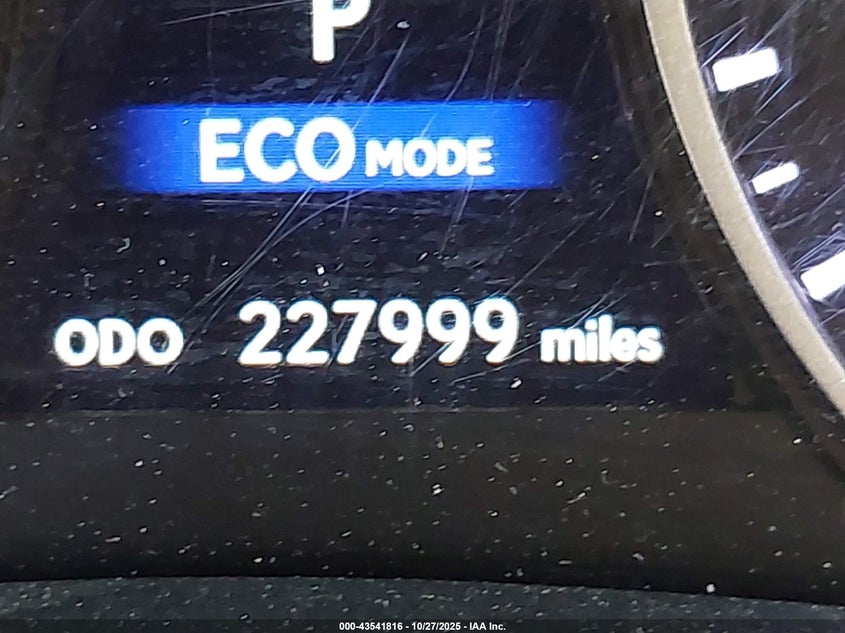 P
ECO MODE
ODO 227999 miles
000-43541816 - 10/27/2025 - IAA Inc.